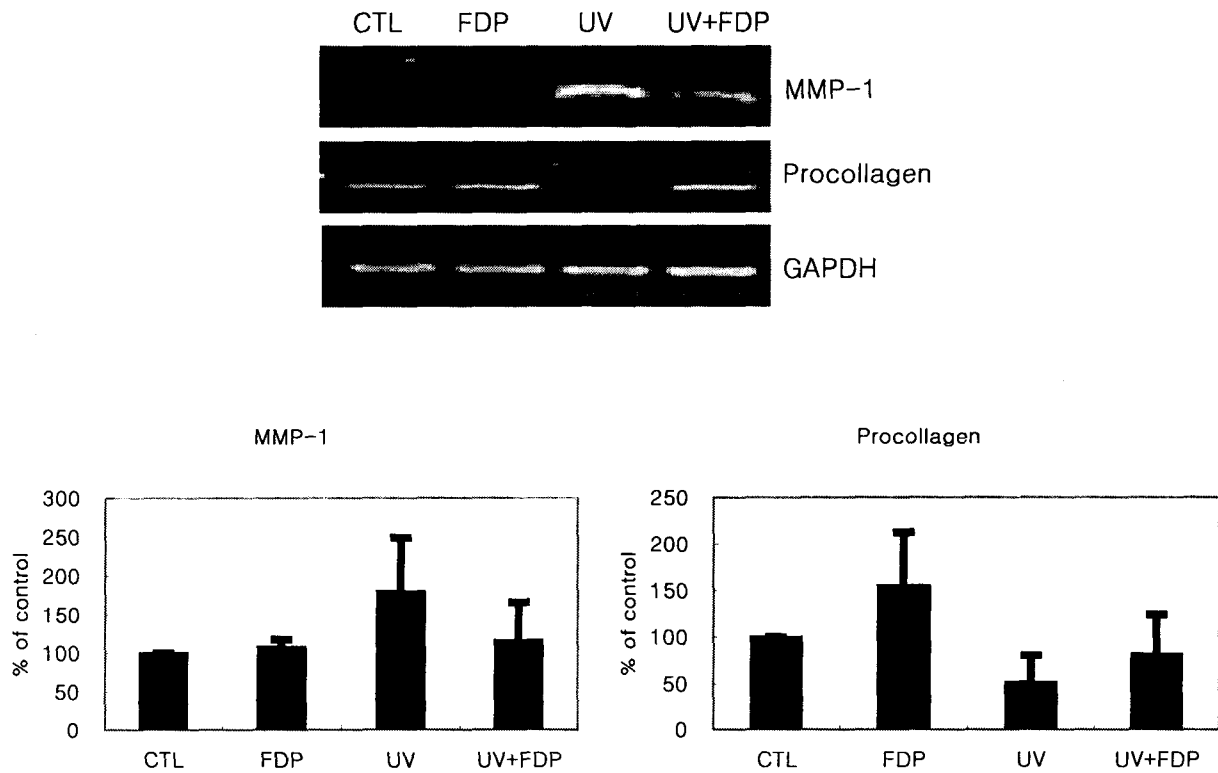 CTL FDP UV UV+FDP
MMP-1
Procollagen
GAPDH
MMP-1
% of control
300
250
200
150
100
50
0
CTL FDP UV UV+FDP
Procollagen
% of control
250
200
150
100
50
0
CTL FDP UV UV+FDP